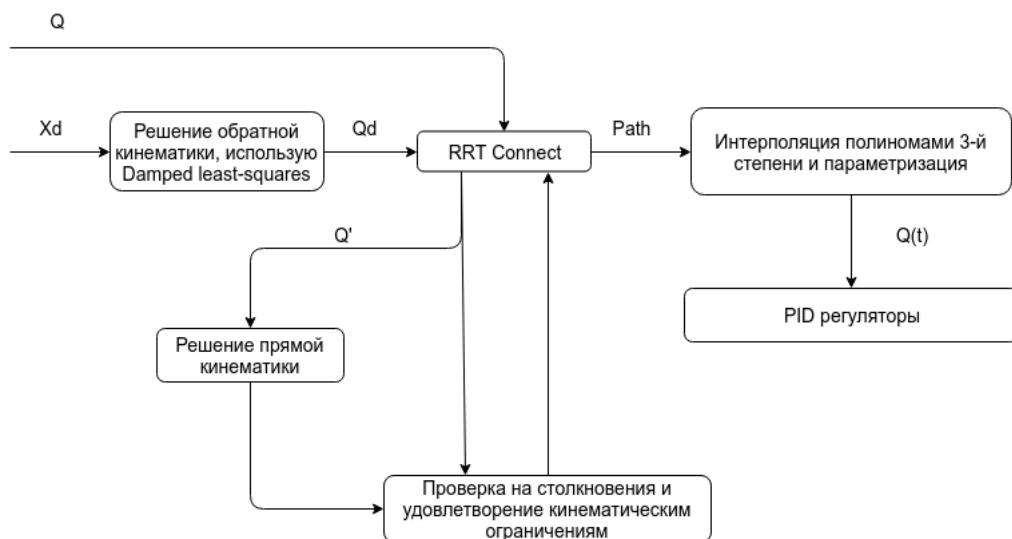 Q
Xd
Решение обратной
кинематики, использую
Damped least-squares
Qd
RRT Connect
Path
Интерполяция полиномами 3-й
степени и параметризация
Q'
Q(t)
Решение прямой
кинематики
PID регуляторы
Проверка на столкновения и
удовлетворение кинематическим
ограничениям